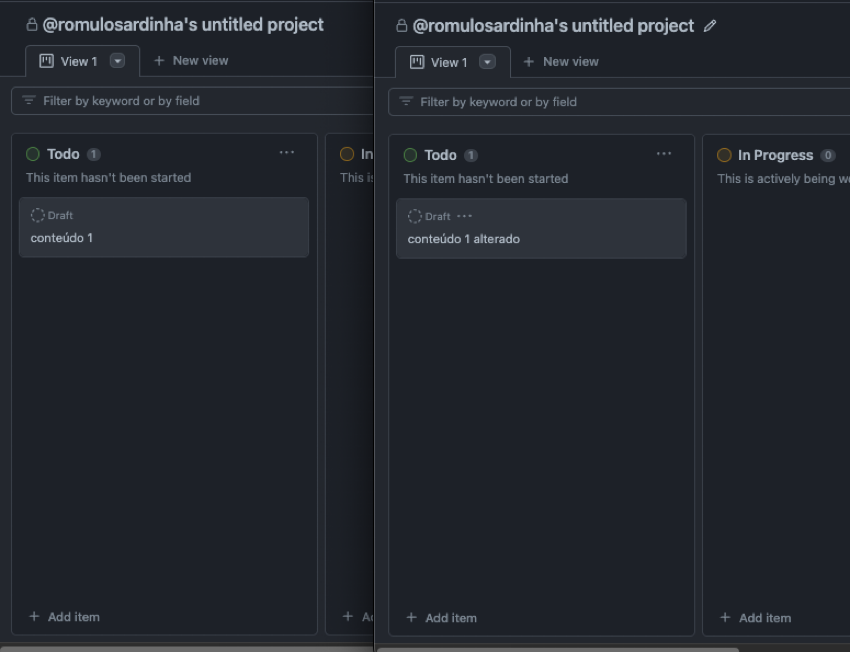 @romulosardinha's untitled project
View 1
New view
Filter by keyword or by field
Todo 1
This item hasn't been started
Draft
conteúdo 1
Add item
In
This
@romulosardinha's untitled project
View 1
New view
Filter by keyword or by field
Todo 1
This item hasn't been started
Draft
conteúdo 1 alterado
Add item
In Progress 0
This is actively being
Add item